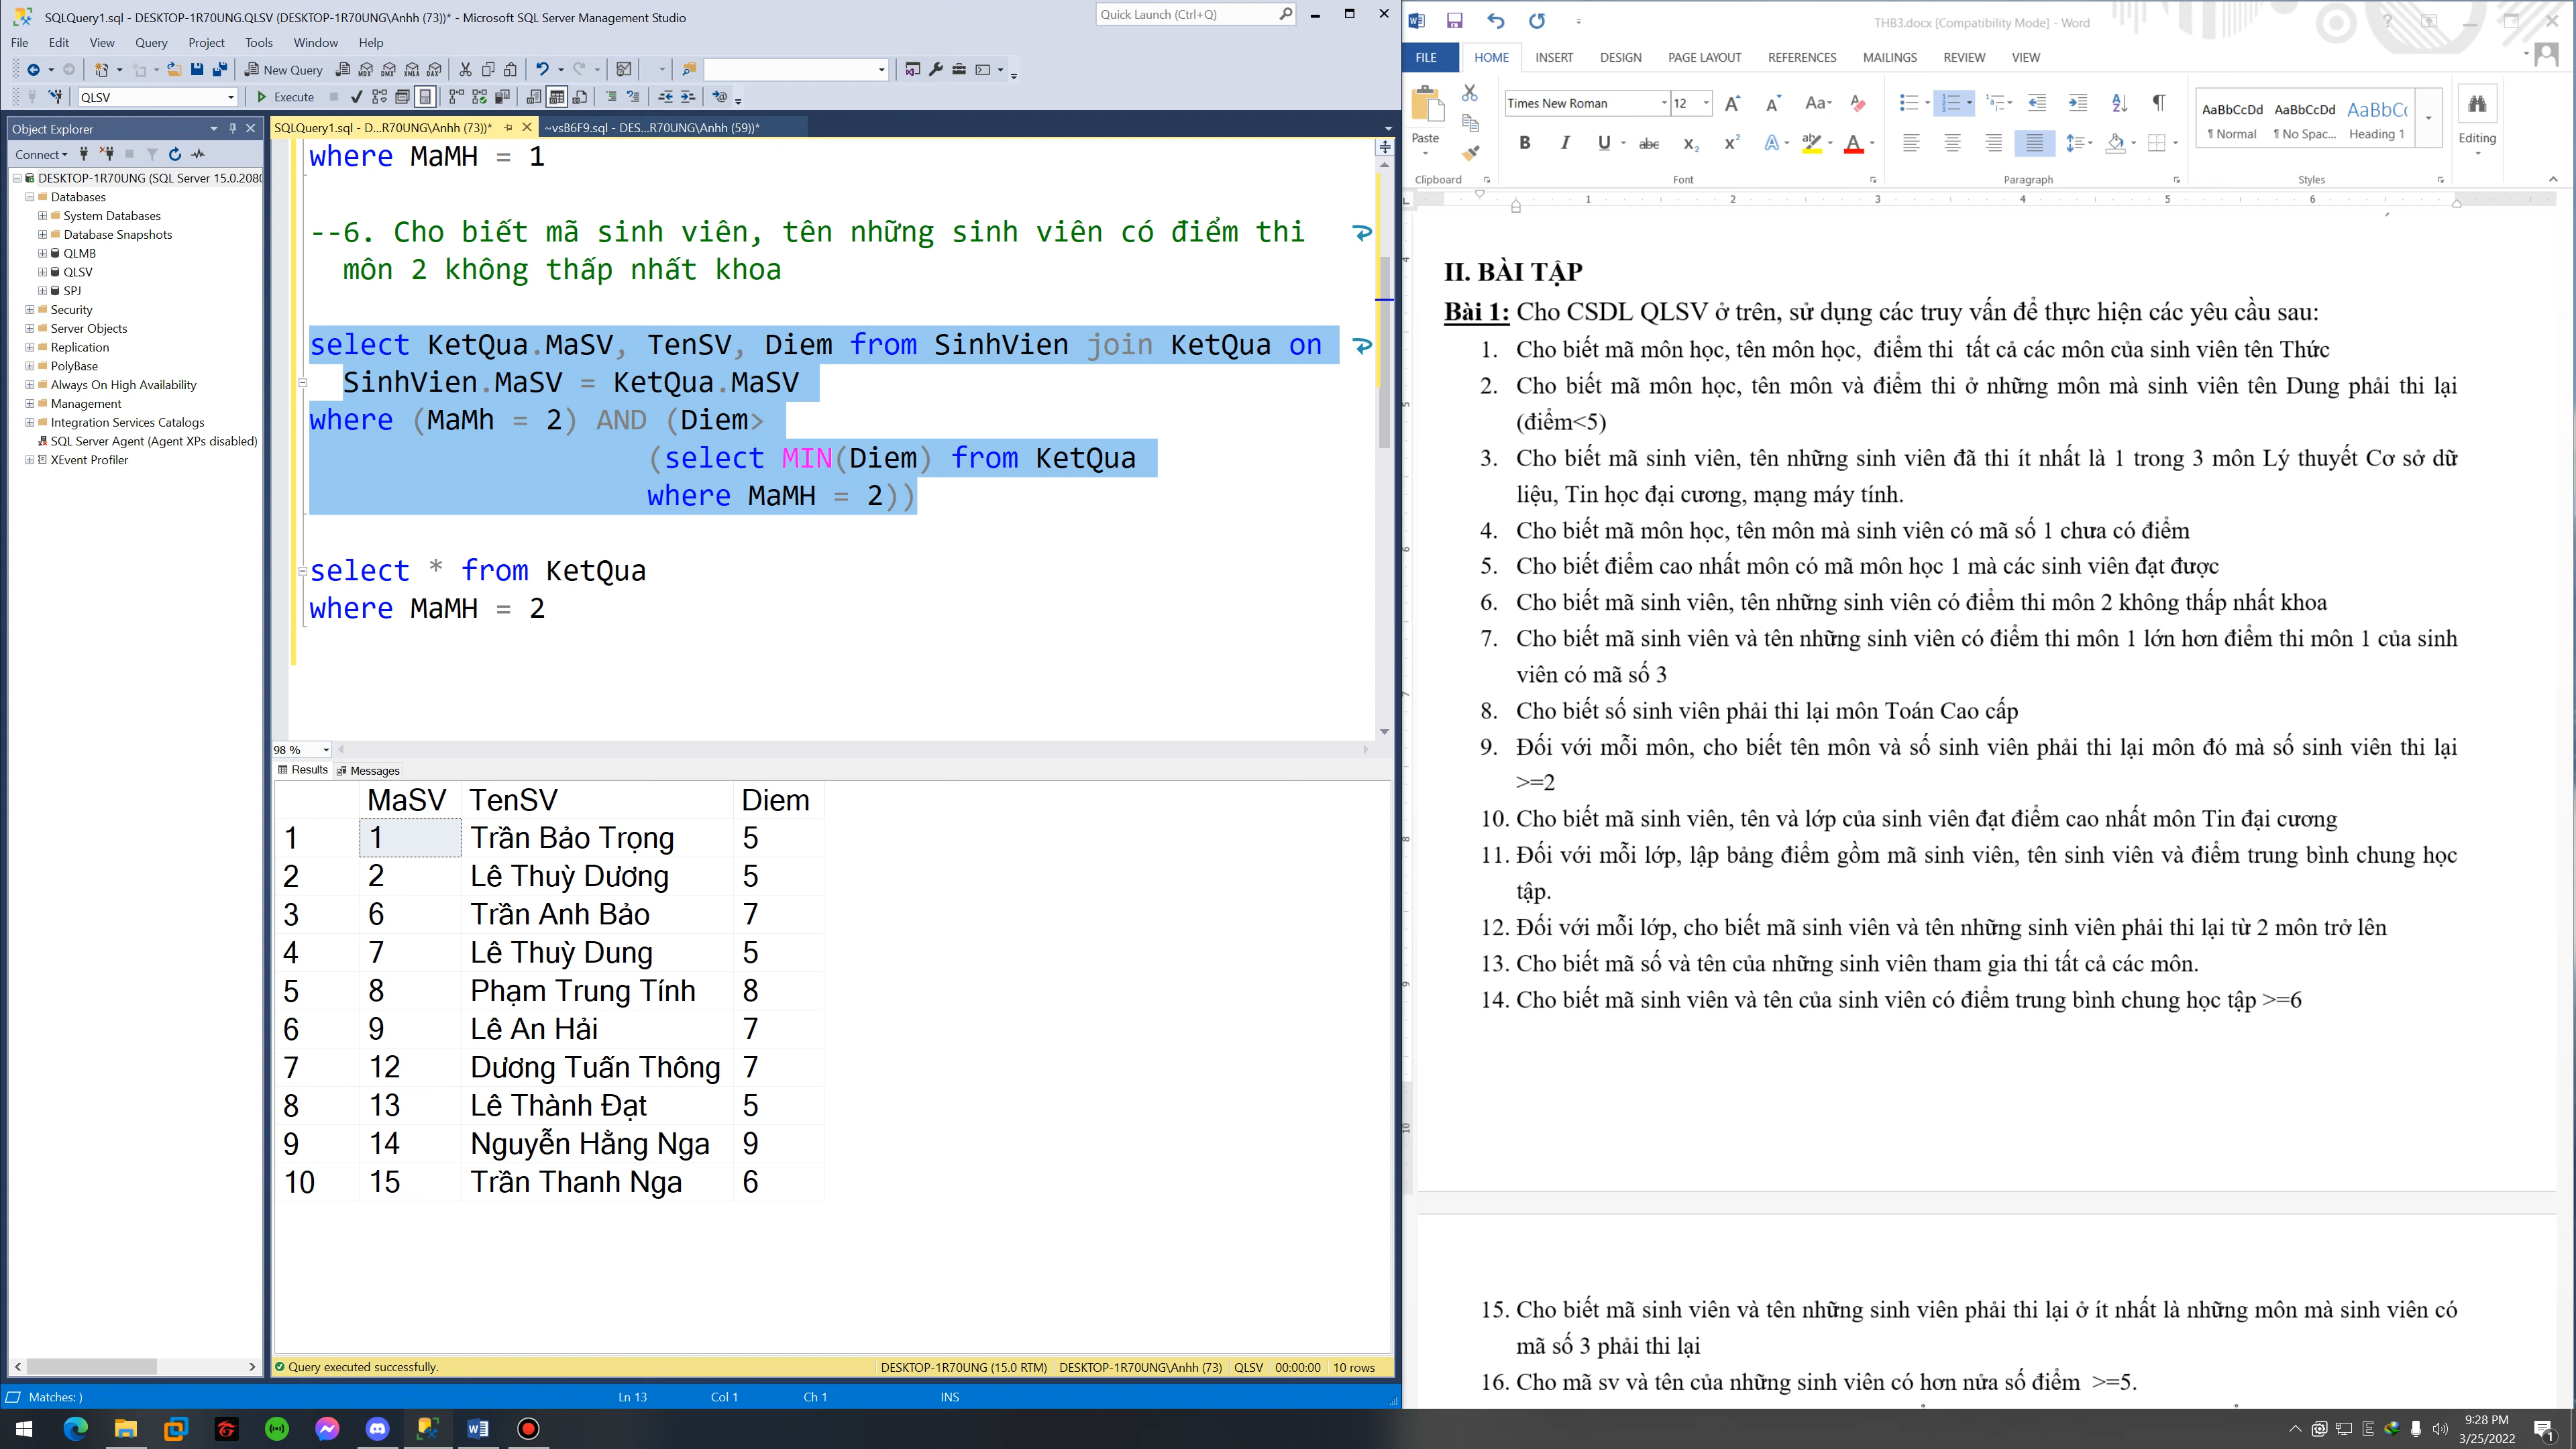 SQLQuery1.sql - DESKTOP-1R70UNG.QLSV (DESKTOP-1R70UNG\Anhh (73))* - Microsoft SQL Server Management Studio
Quick Launch (Ctrl+Q)
File Edit View Query Project Tools Window Help
New Query
MDX DMX XMLA DAX
QLSV
Execute
Object Explorer
Connect
DESKTOP-1R70UNG (SQL Server 15.0.2080
Databases
System Databases
Database Snapshots
QLMB
QLSV
SPJ
Security
Server Objects
Replication
PolyBase
Always On High Availability
Management
Integration Services Catalogs
SQL Server Agent (Agent XPs disabled)
XEvent Profiler
SQLQuery1.sql - D...R70UNG\Anhh (73))*
~vsB6F9.sql - DES...R70UNG\Anhh (59))*
where MaMH = 1
--6. Cho biết mã sinh viên, tên những sinh viên có điểm thi
môn 2 không thấp nhất khoa
select KetQua.MaSV, TenSV, Diem from SinhVien join KetQua on
SinhVien.MaSV = KetQua.MaSV
where (MaMh = 2) AND (Diem>
(select MIN(Diem) from KetQua
where MaMH = 2))
select * from KetQua
where MaMH = 2
98 %
Results Messages
MaSV TenSV Diem
1 1 Trần Bảo Trọng 5
2 2 Lê Thuỳ Dương 5
3 6 Trần Anh Bảo 7
4 7 Lê Thuỳ Dung 5
5 8 Phạm Trung Tính 8
6 9 Lê An Hải 7
7 12 Dương Tuấn Thông 7
8 13 Lê Thành Đạt 5
9 14 Nguyễn Hằng Nga 9
10 15 Trần Thanh Nga 6
Query executed successfully.
DESKTOP-1R70UNG (15.0 RTM) DESKTOP-1R70UNG\Anhh (73) QLSV 00:00:00 10 rows
Matches: )
Ln 13 Col 1 Ch 1 INS
THB3.docx [Compatibility Mode] - Word
FILE HOME INSERT DESIGN PAGE LAYOUT REFERENCES MAILINGS REVIEW VIEW
Times New Roman 12
Paste
AaBbCcDd AaBbCcDd AaBbC
¶ Normal ¶ No Spac... Heading 1
Editing
Clipboard Font Paragraph Styles
1 2 3 4 5 6
II. BÀI TẬP
Bài 1: Cho CSDL QLSV ở trên, sử dụng các truy vấn để thực hiện các yêu cầu sau:
1. Cho biết mã môn học, tên môn học, điểm thi tất cả các môn của sinh viên tên Thức
2. Cho biết mã môn học, tên môn và điểm thi ở những môn mà sinh viên tên Dung phải thi lại
(điểm<5)
3. Cho biết mã sinh viên, tên những sinh viên đã thi ít nhất là 1 trong 3 môn Lý thuyết Cơ sở dữ
liệu, Tin học đại cương, mạng máy tính.
4. Cho biết mã môn học, tên môn mà sinh viên có mã số 1 chưa có điểm
5. Cho biết điểm cao nhất môn có mã môn học 1 mà các sinh viên đạt được
6. Cho biết mã sinh viên, tên những sinh viên có điểm thi môn 2 không thấp nhất khoa
7. Cho biết mã sinh viên và tên những sinh viên có điểm thi môn 1 lớn hơn điểm thi môn 1 của sinh
viên có mã số 3
8. Cho biết số sinh viên phải thi lại môn Toán Cao cấp
9. Đối với mỗi môn, cho biết tên môn và số sinh viên phải thi lại môn đó mà số sinh viên thi lại
>=2
10. Cho biết mã sinh viên, tên và lớp của sinh viên đạt điểm cao nhất môn Tin đại cương
11. Đối với mỗi lớp, lập bảng điểm gồm mã sinh viên, tên sinh viên và điểm trung bình chung học
tập.
12. Đối với mỗi lớp, cho biết mã sinh viên và tên những sinh viên phải thi lại từ 2 môn trở lên
13. Cho biết mã số và tên của những sinh viên tham gia thi tất cả các môn.
14. Cho biết mã sinh viên và tên của sinh viên có điểm trung bình chung học tập >=6
15. Cho biết mã sinh viên và tên những sinh viên phải thi lại ở ít nhất là những môn mà sinh viên có
mã số 3 phải thi lại
16. Cho mã sv và tên của những sinh viên có hơn nửa số điểm >=5.
9:28 PM
3/25/2022